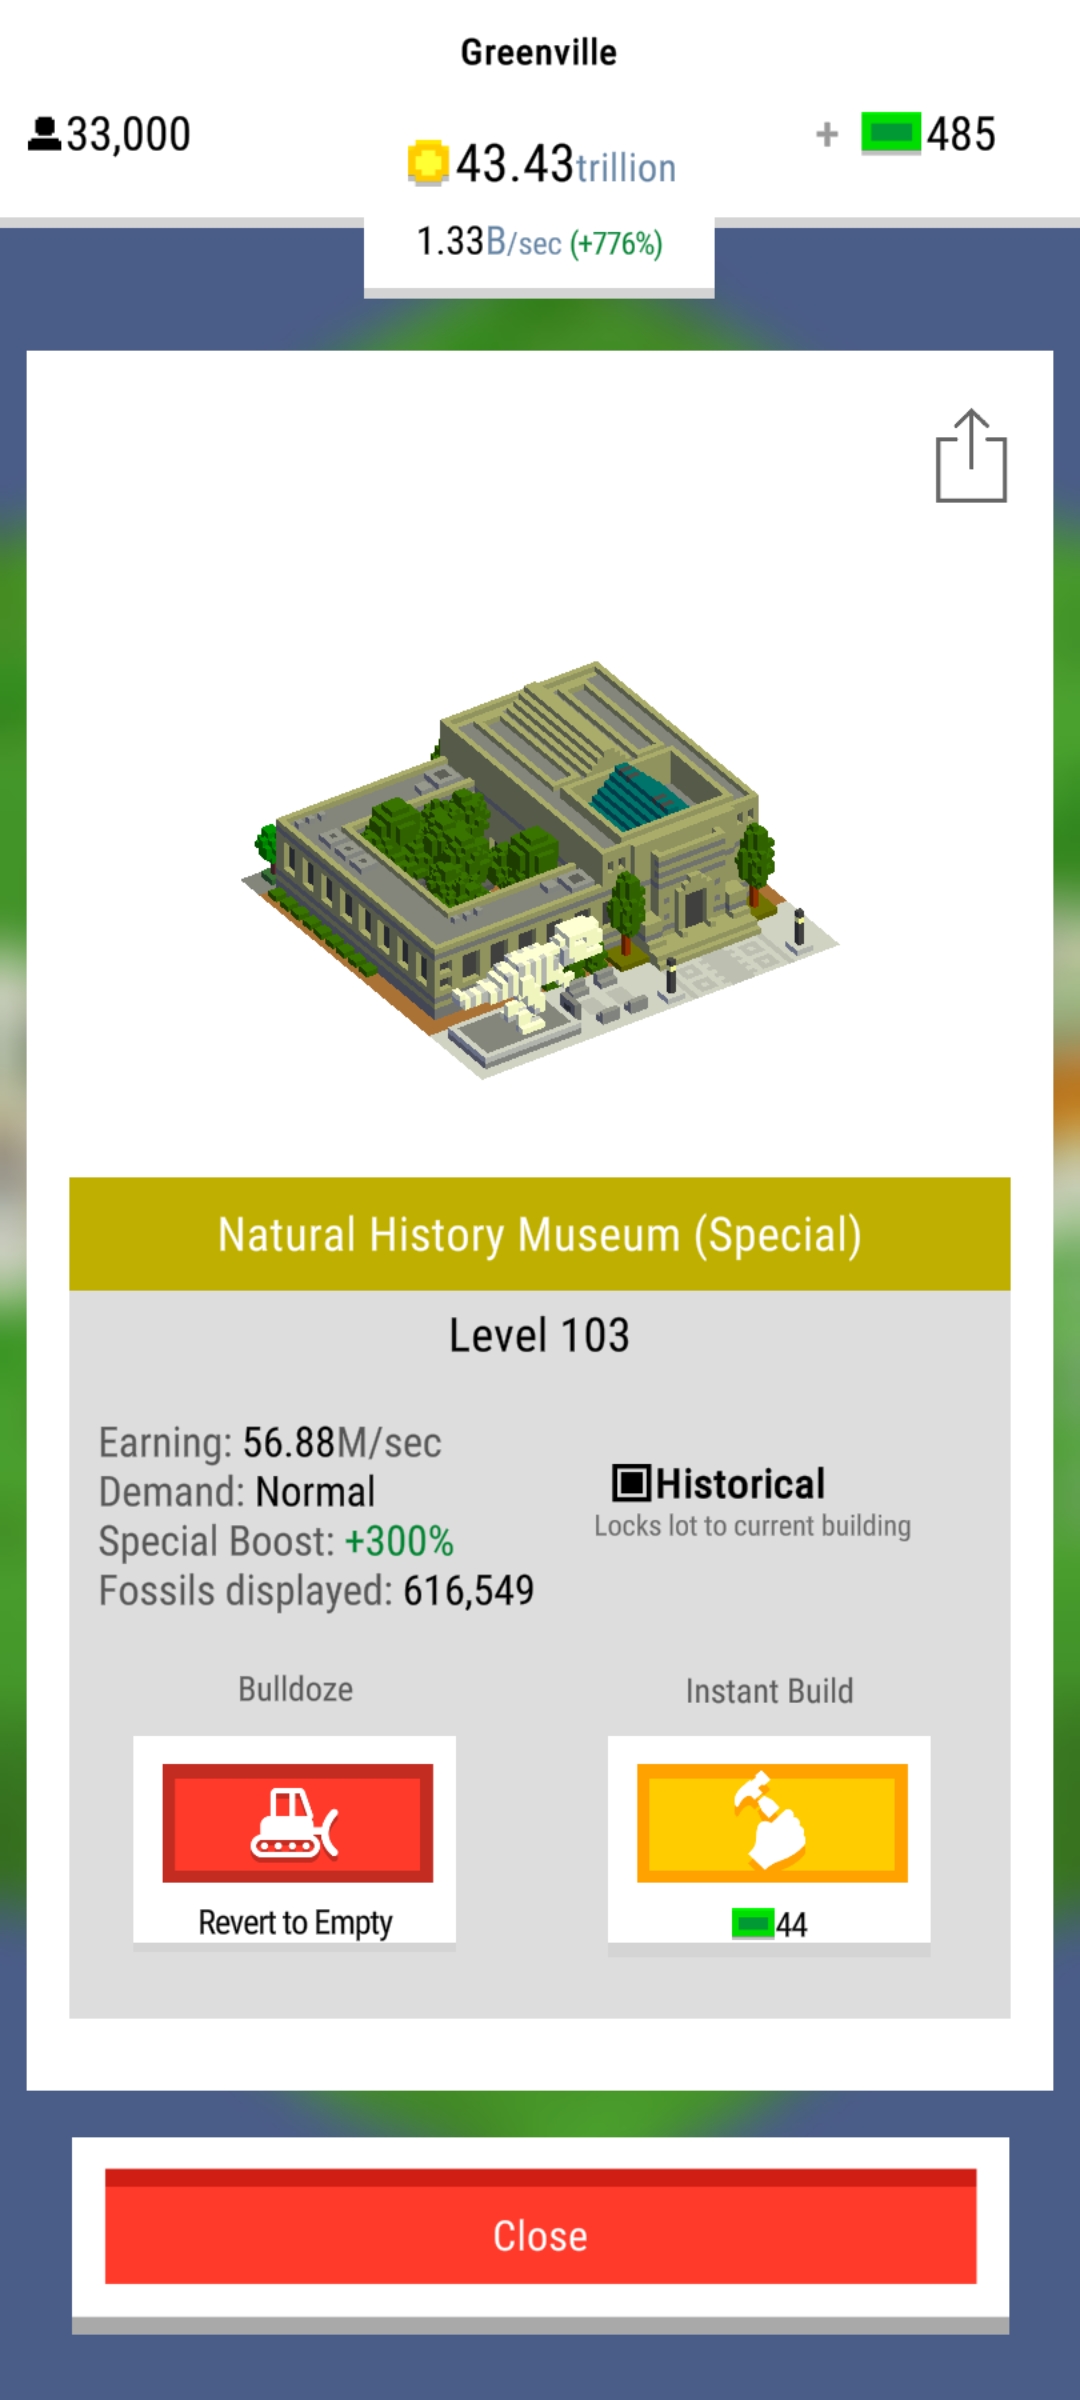 Greenville
33,000
43.43trillion
+ 485
1.33B/sec (+776%)
Natural History Museum (Special)
Level 103
Earning: 56.88M/sec
Demand: Normal
Special Boost: +300%
Fossils displayed: 616,549
Historical
Locks lot to current building
Bulldoze
Revert to Empty
Instant Build
44
Close